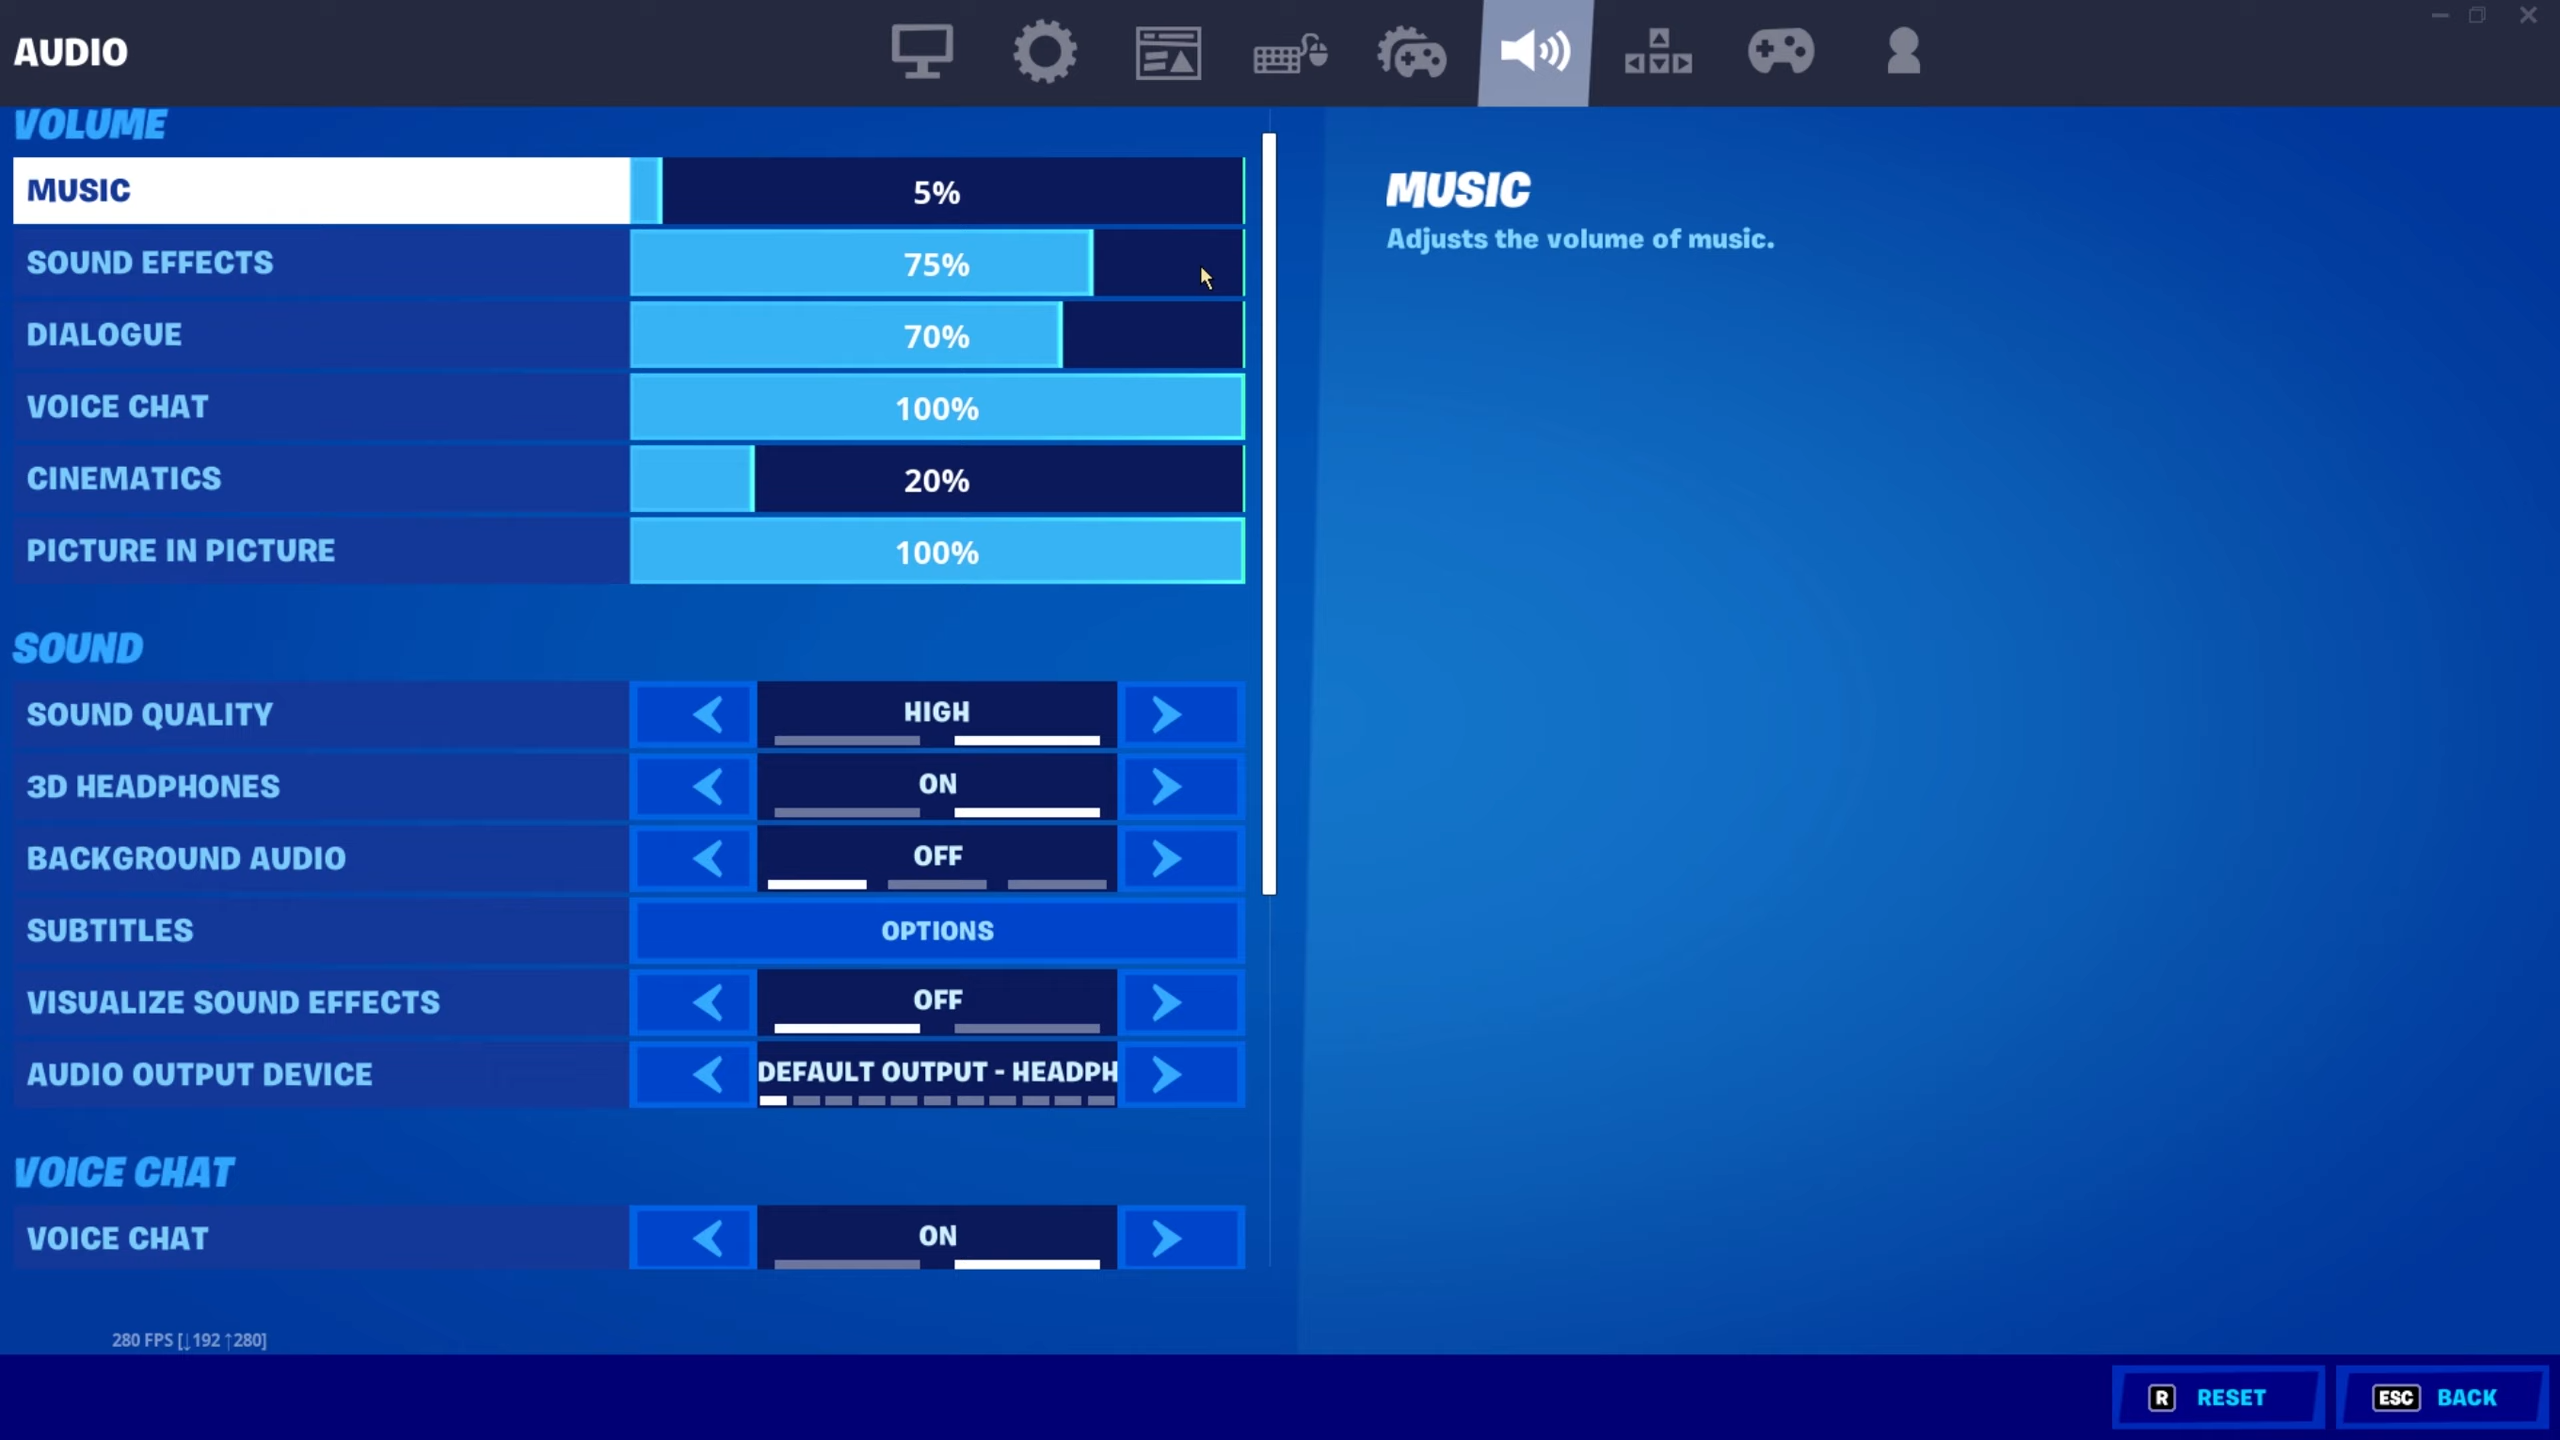 AUDIO
VOLUME
MUSIC
5%
SOUND EFFECTS
75%
DIALOGUE
70%
VOICE CHAT
100%
CINEMATICS
20%
PICTURE IN PICTURE
100%
MUSIC
Adjusts the volume of music.
SOUND
SOUND QUALITY
HIGH
3D HEADPHONES
ON
BACKGROUND AUDIO
OFF
SUBTITLES
OPTIONS
VISUALIZE SOUND EFFECTS
OFF
AUDIO OUTPUT DEVICE
DEFAULT OUTPUT - HEADPH
VOICE CHAT
VOICE CHAT
ON
280 FPS [↓192 ↑280]
R RESET
ESC BACK